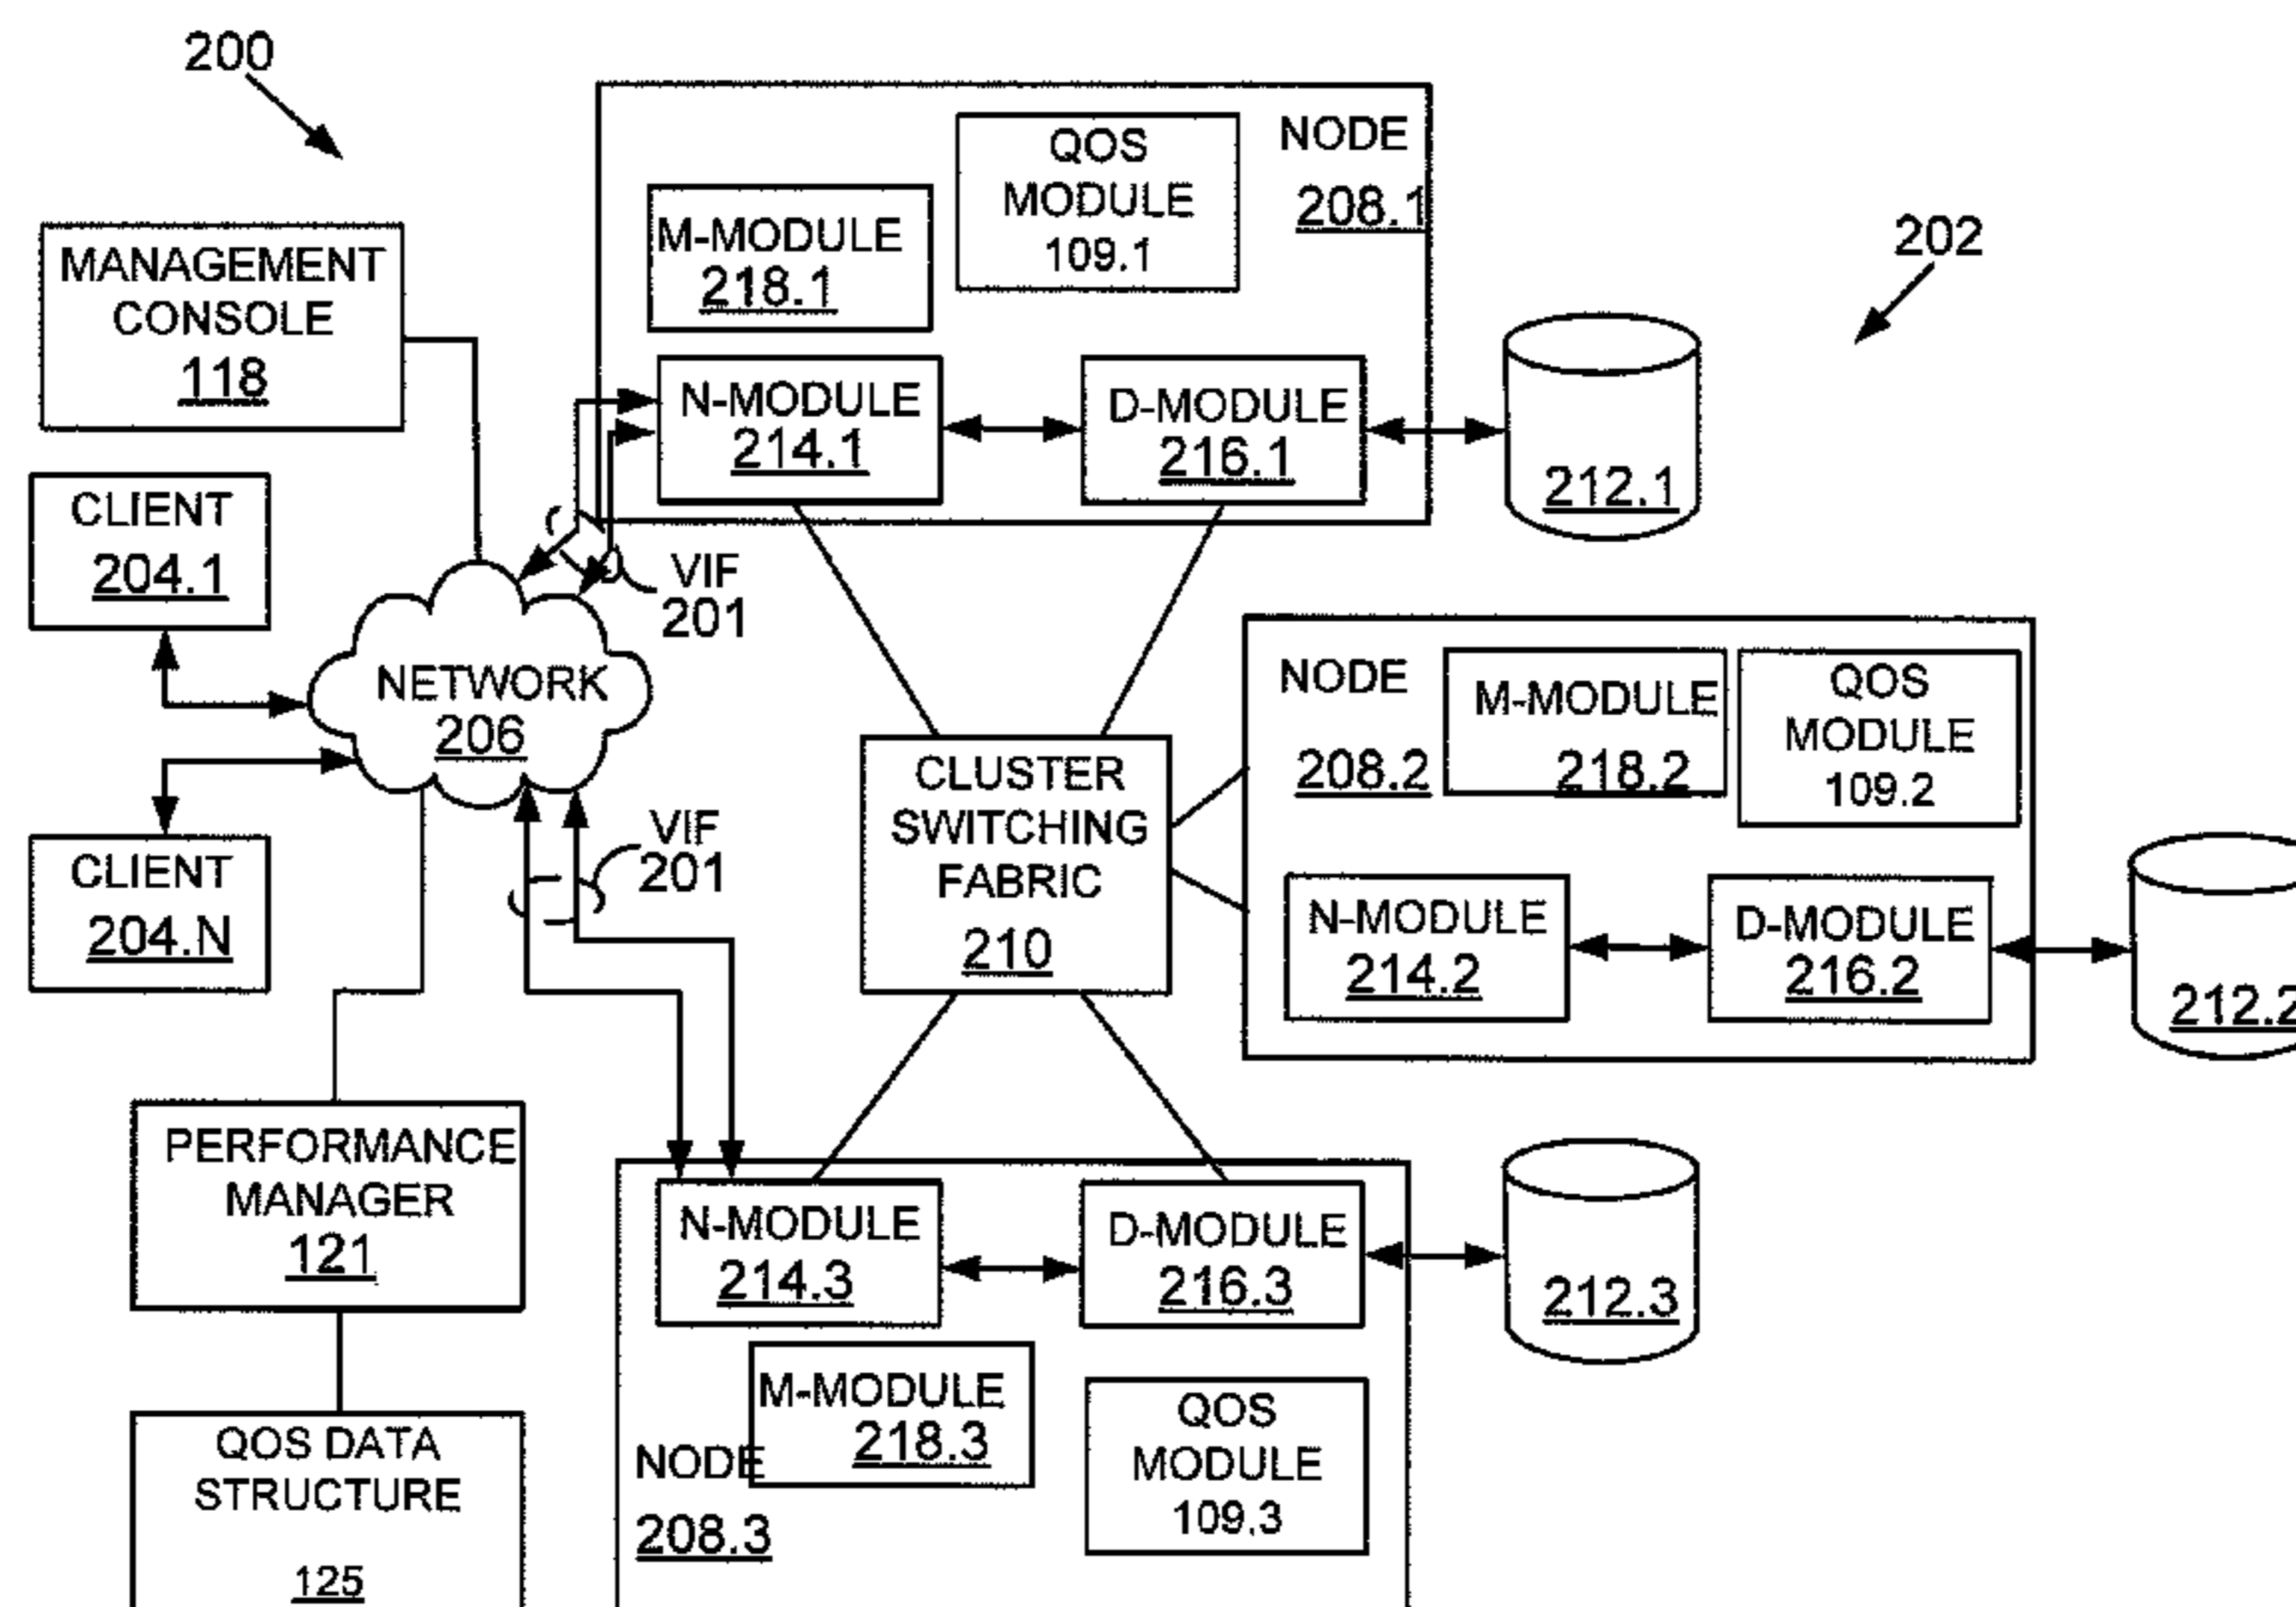 200
NODE
208.1
QOS
MODULE
109.1
M-MODULE
218.1
202
MANAGEMENT
CONSOLE
118
N-MODULE
214.1
D-MODULE
216.1
212.1
CLIENT
204.1
VIF
201
NETWORK
206
NODE
208.2
M-MODULE
218.2
QOS
MODULE
109.2
CLUSTER
SWITCHING
FABRIC
210
VIF
201
CLIENT
204.N
N-MODULE
214.2
D-MODULE
216.2
212.2
PERFORMANCE
MANAGER
121
N-MODULE
214.3
D-MODULE
216.3
212.3
M-MODULE
218.3
NODE
208.3
QOS
MODULE
109.3
QOS DATA
STRUCTURE
125